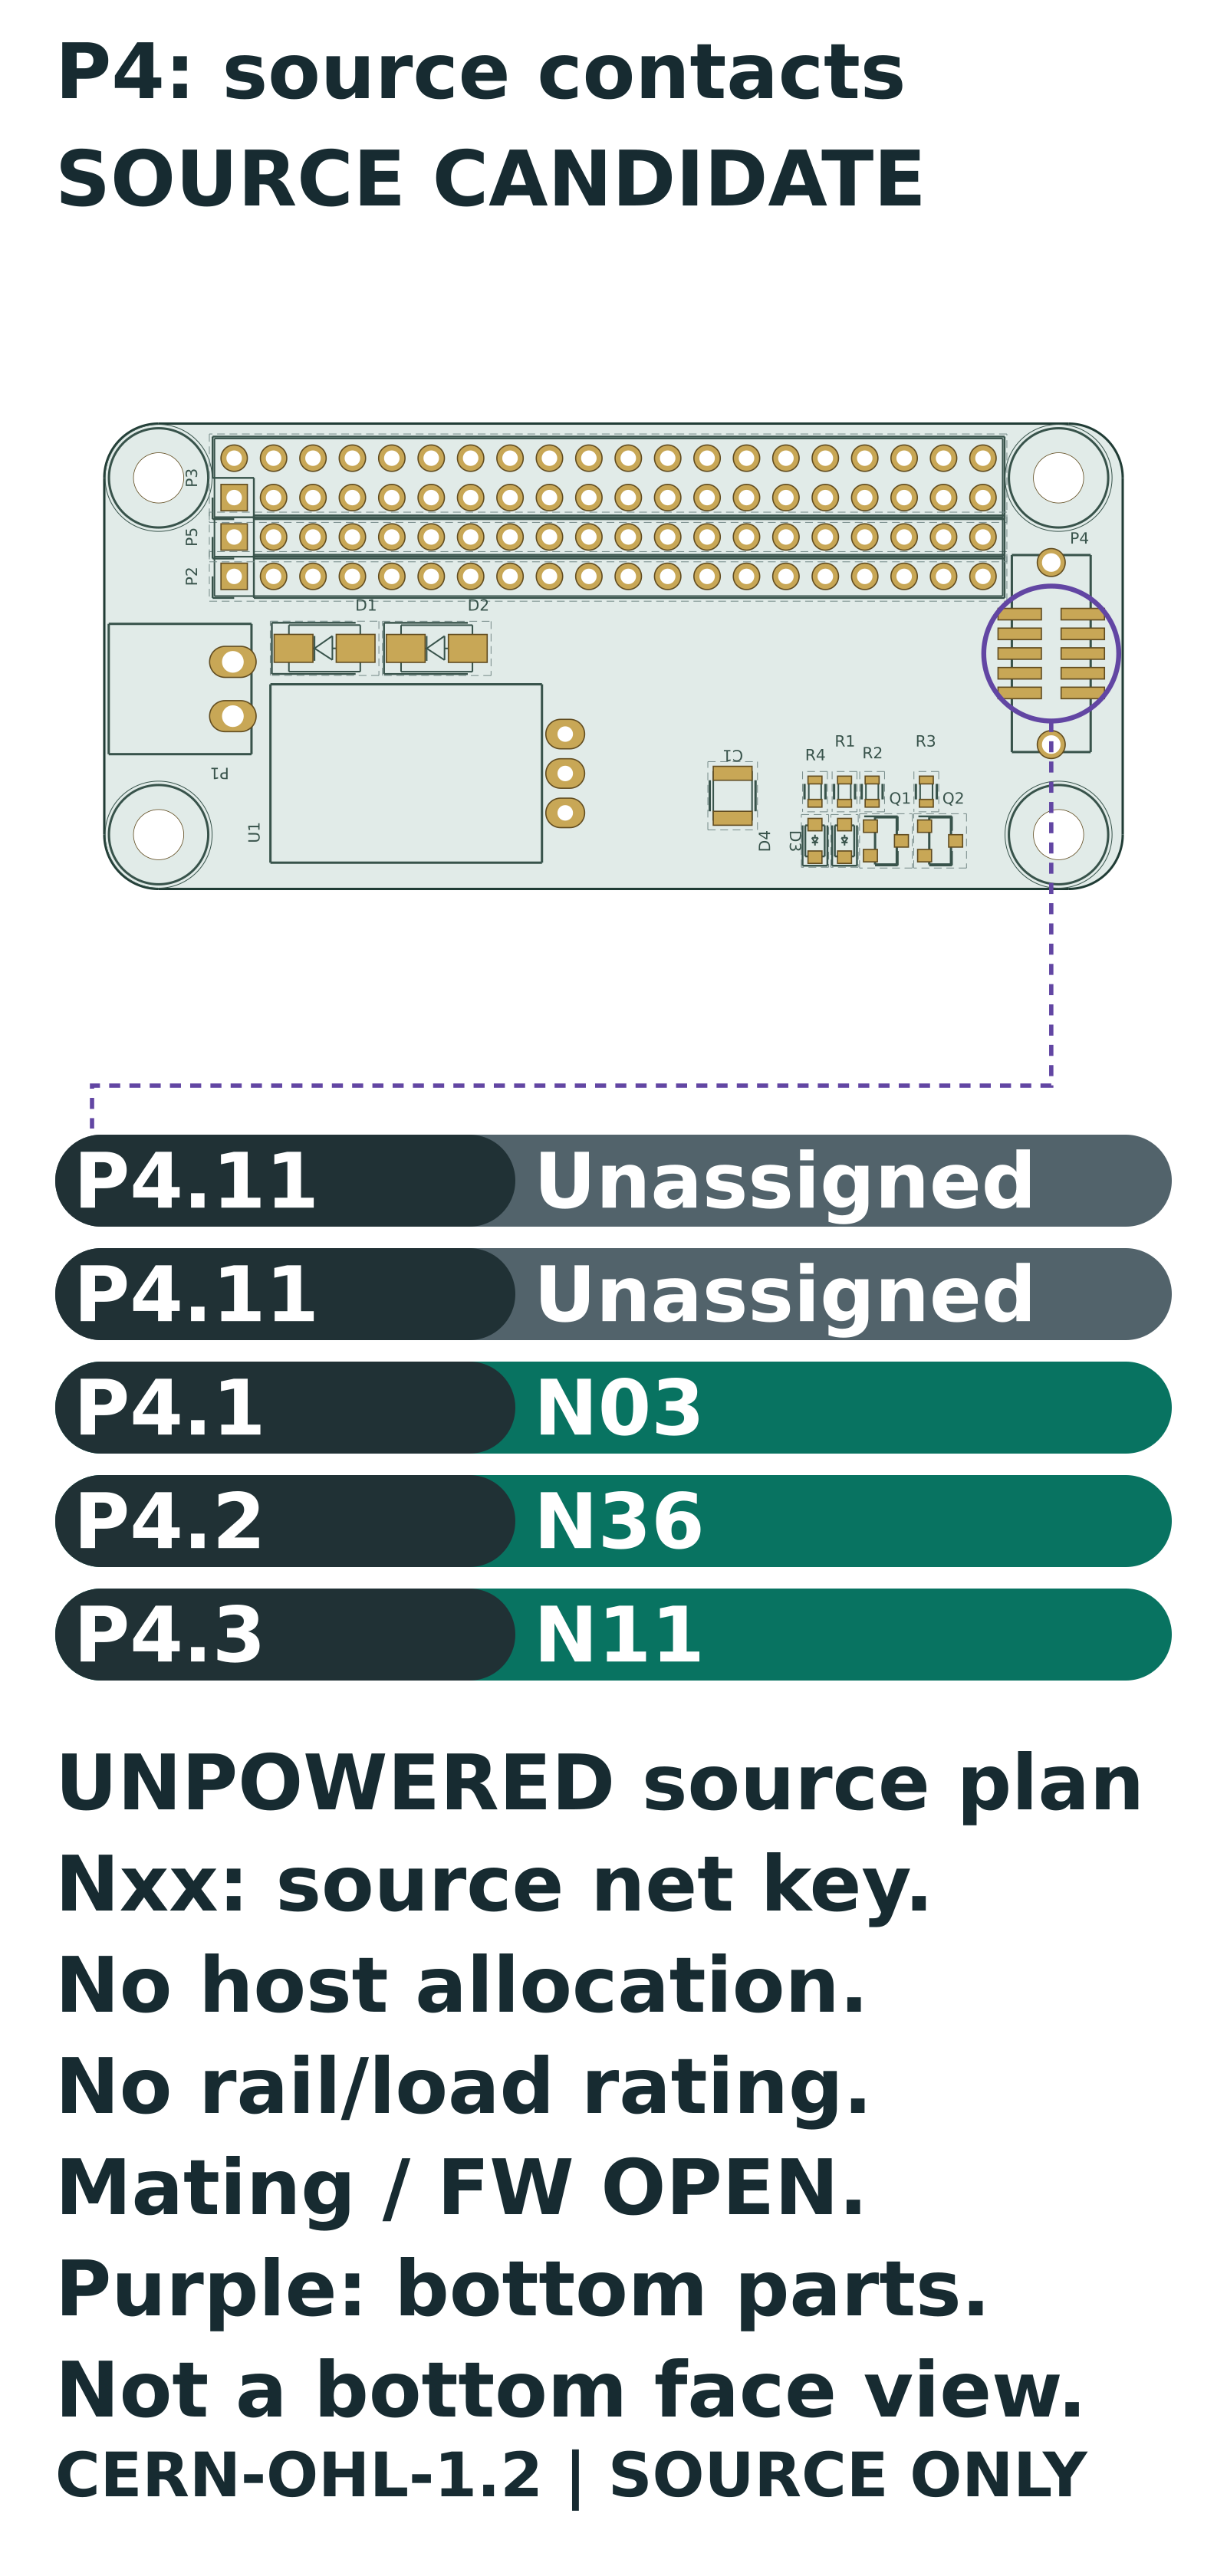 P4: source contacts
SOURCE CANDIDATE
P3
P5
P2
P4
D1 D2
P1
U1
C1
R4 R1 R2 R3
Q1 Q2
D4 D3
P4.11 Unassigned
P4.11 Unassigned
P4.1 N03
P4.2 N36
P4.3 N11
UNPOWERED source plan
Nxx: source net key.
No host allocation.
No rail/load rating.
Mating / FW OPEN.
Purple: bottom parts.
Not a bottom face view.
CERN-OHL-1.2 | SOURCE ONLY